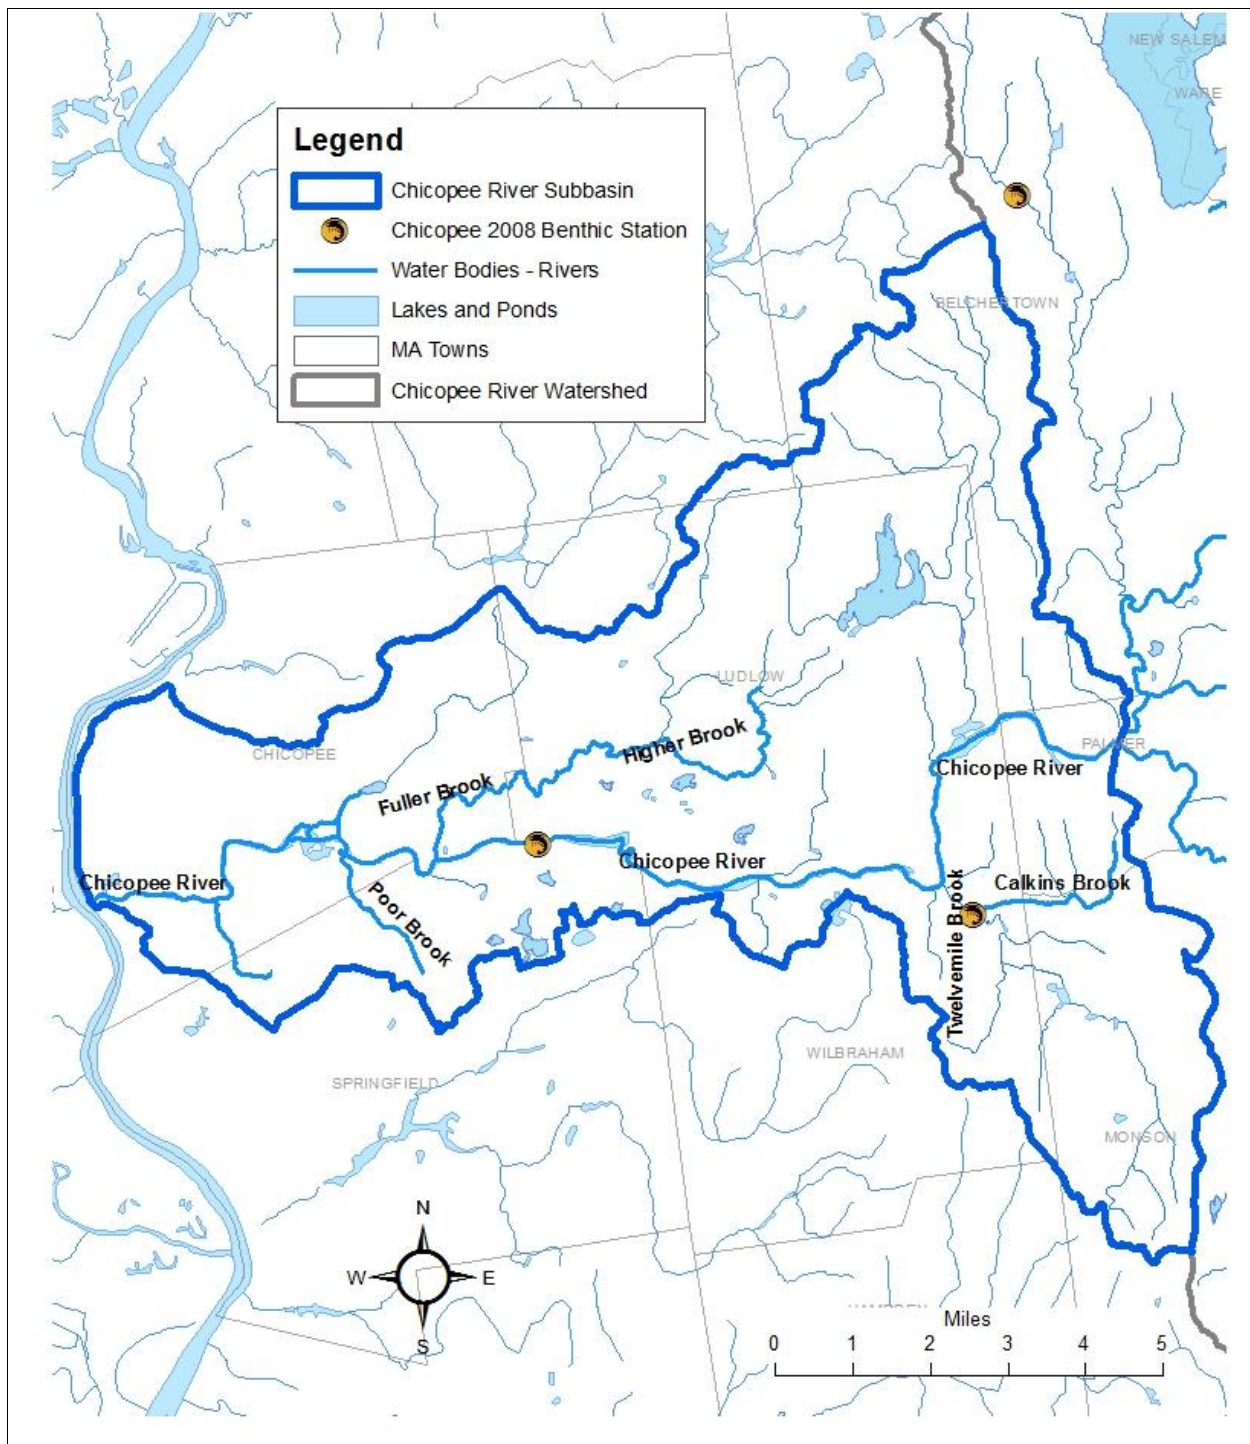 NEW SALEM
WARE
Legend
Chicopee River Subbasin
Chicopee 2008 Benthic Station
Water Bodies - Rivers
Lakes and Ponds
MA Towns
Chicopee River Watershed
BELCHERTOWN
LUDLOW
CHICOPEE
Higher Brook
PALMER
Chicopee River
Fuller Brook
Chicopee River
Chicopee River
Calkins Brook
Poor Brook
Twelvemile Brook
WILBRAHAM
SPRINGFIELD
MONSON
N
W E
S
Miles
0 1 2 3 4 5